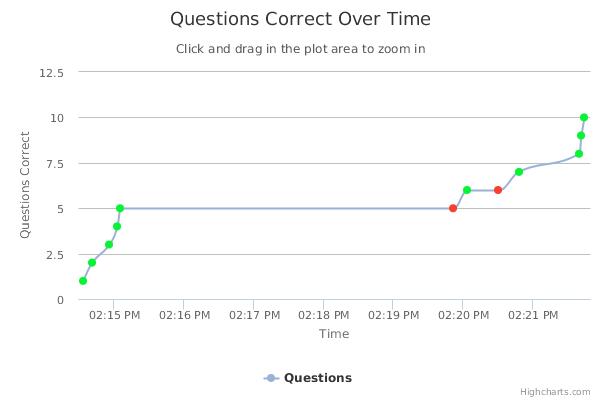 Questions Correct Over Time
Click and drag in the plot area to zoom in
Questions Correct
12.5
10
7.5
5
2.5
0
02:15 PM 02:16 PM 02:17 PM 02:18 PM 02:19 PM 02:20 PM 02:21 PM
Time
Questions
Highcharts.com